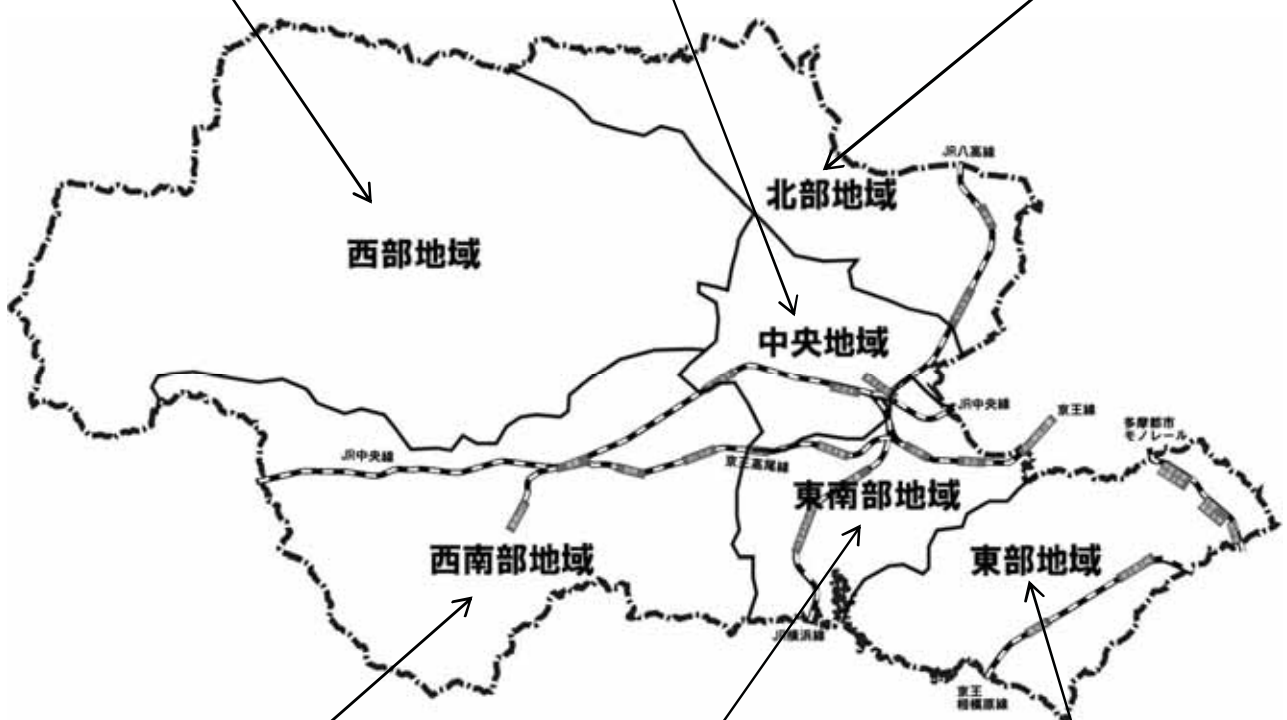 JR八高線
北部地域
西部地域
中央地域
JR中央線
京王線
多摩都市
モノレール
JR中央線
京王高尾線
東南部地域
西南部地域
東部地域
JR横浜線
京王
相模原線